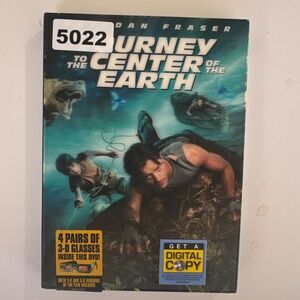 5022
DAN FRASER
OURNEY
TO THE CENTER OF THE
EARTH
4 PAIRS OF
3-D GLASSES
INSIDE THIS DVD!
GET A
DIGITAL
COPY